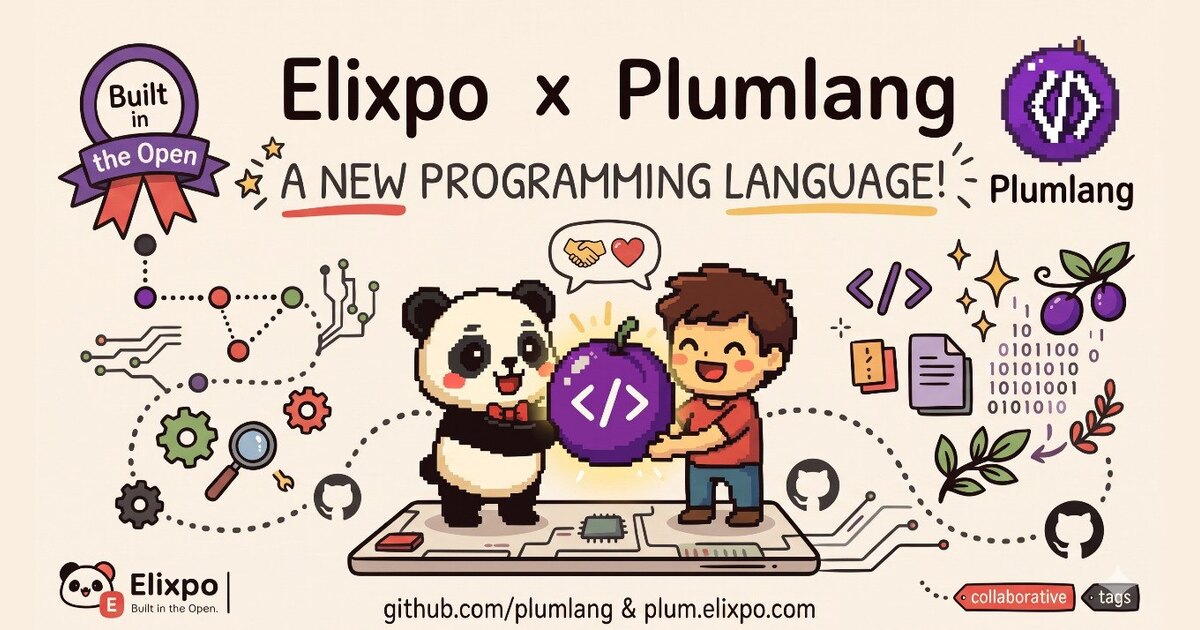 Built
in
the Open
Elixpo x Plumlang
A NEW PROGRAMMING LANGUAGE!
Plumlang
</>
</>
10
0101100
10101010
10101001
0101010
Elixpo
E
Built in the Open.
github.com/plumlang & plum.elixpo.com
collaborative
tags